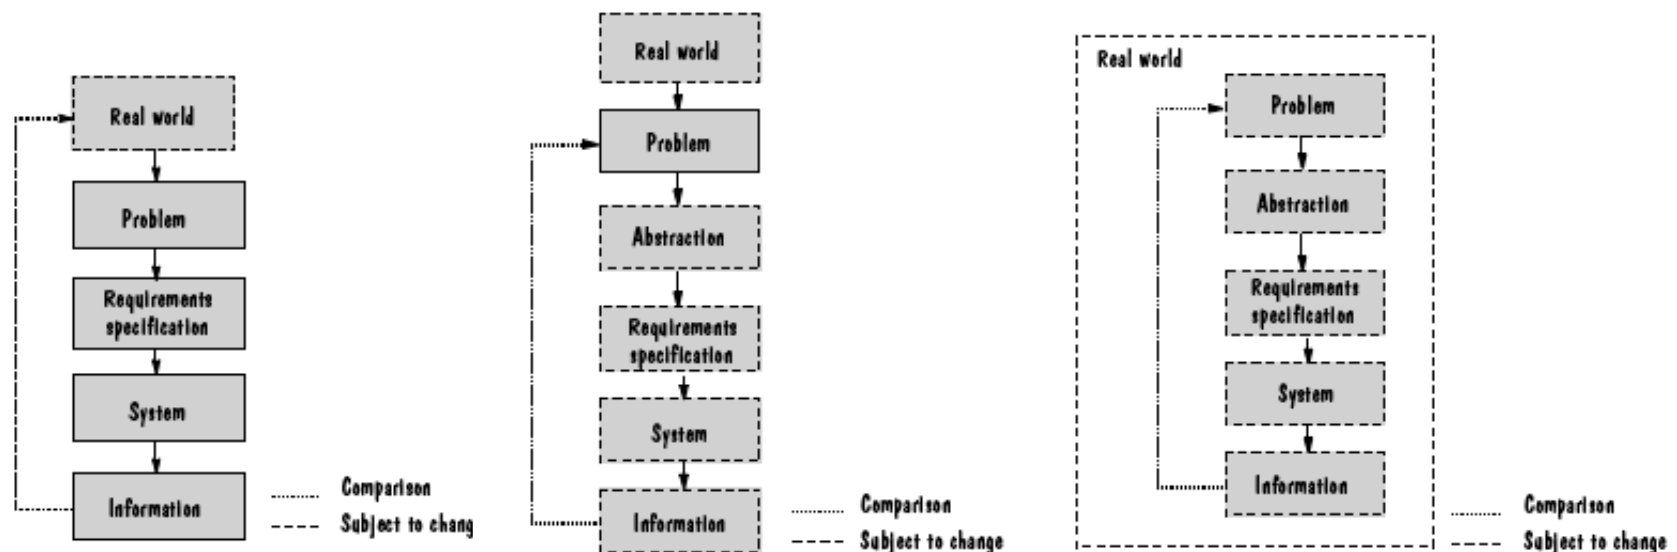 Real world
Problem
Requirements
specification
System
Information
Comparison
Subject to chang
Real world
Problem
Abstraction
Requirements
specification
System
Information
Comparison
Subject to change
Real world
Problem
Abstraction
Requirements
specification
System
Information
Comparison
Subject to change